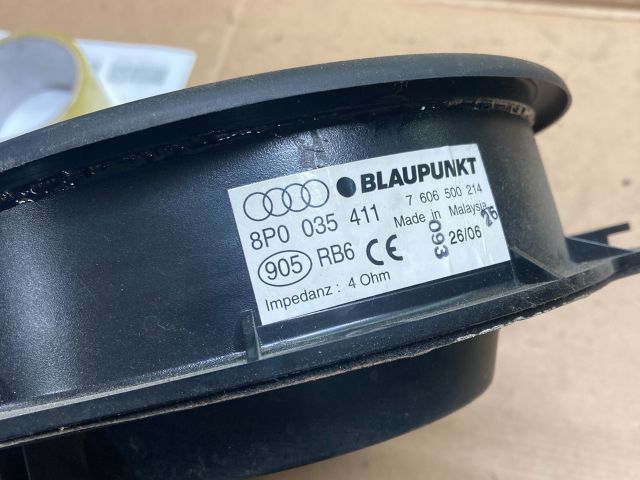 BLAUPUNKT
7 606 500 214
8P0 035 411 Made in Malaysia
905 RB6 CE 093 26/06 26
Impedanz : 4 Ohm